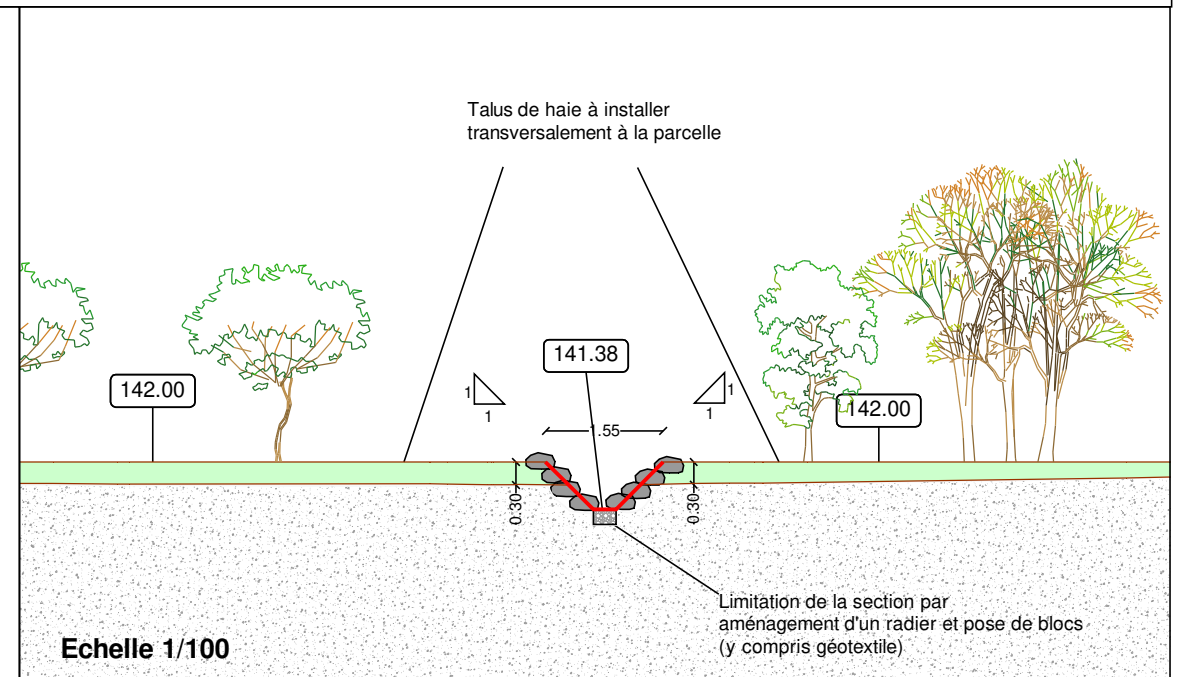 Talus de haie à installer
transversalement à la parcelle
141.38
142.00
1
1
1
1
142.00
1.55
0.30
0.30
Limitation de la section par
aménagement d'un radier et pose de blocs
(y compris géotextile)
Echelle 1/100